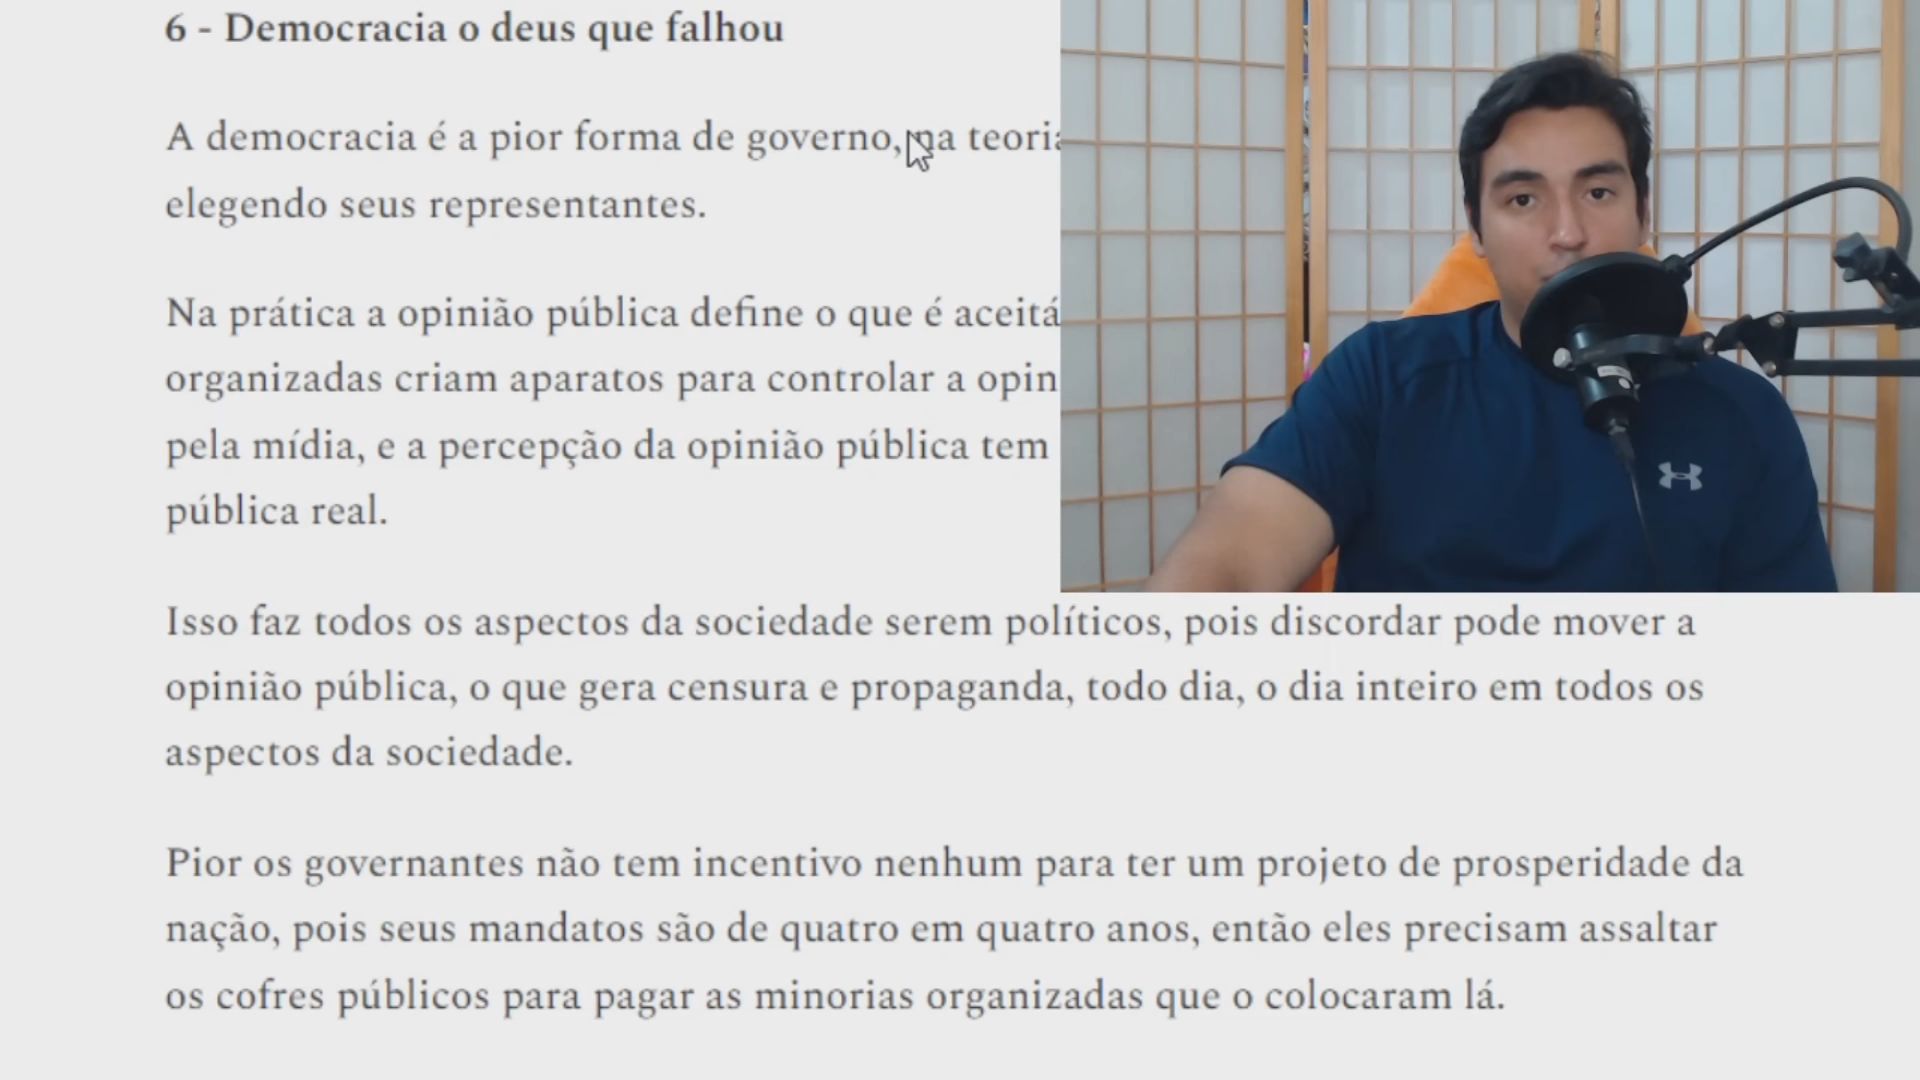 6 - Democracia o deus que falhou
A democracia é a pior forma de governo, na teoria
elegendo seus representantes.
Na prática a opinião pública define o que é
organizadas criam aparatos para controlar a
pela mídia, e a percepção da opinião pública tem
pública real.
Isso faz todos os aspectos da sociedade serem políticos, pois discordar pode mover a
opinião pública, o que gera censura e propaganda, todo dia, o dia inteiro em todos os
aspectos da sociedade.
Pior os governantes não tem incentivo nenhum para ter um projeto de prosperidade da
nação, pois seus mandatos são de quatro em quatro anos, então eles precisam assaltar
os cofres públicos para pagar as minorias organizadas que o colocaram lá.